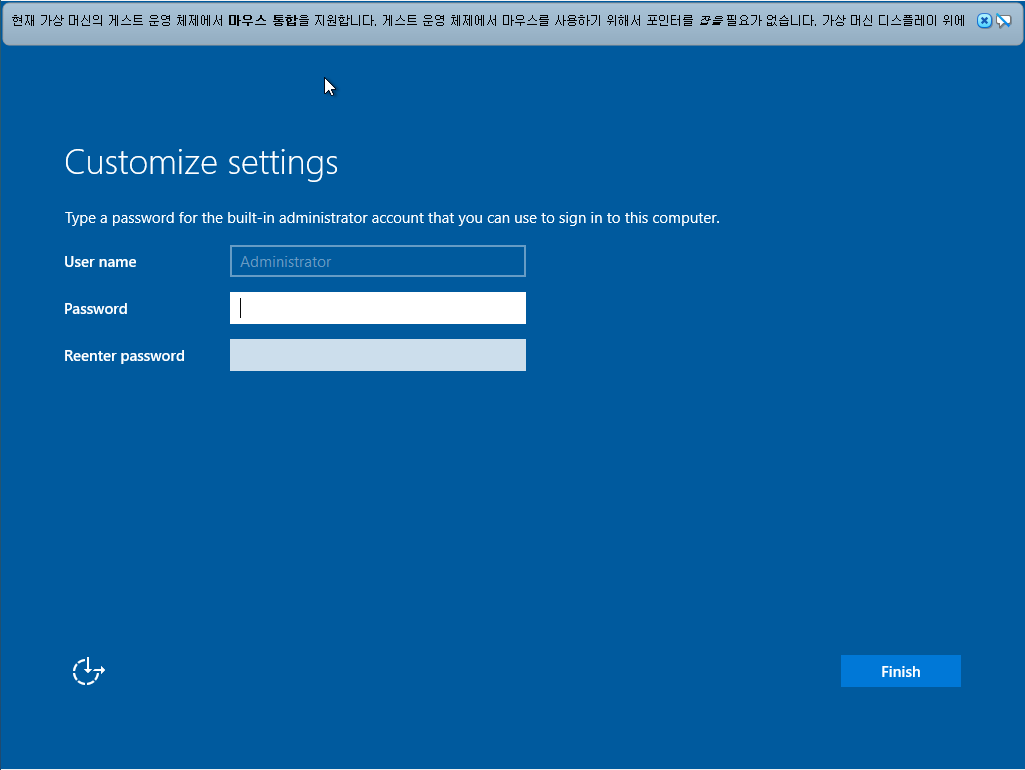 현재 가상 머신의 게스트 운영 체제에서 마우스 통합을 지원합니다. 게스트 운영 체제에서 마우스를 사용하기 위해서 포인터를 잡을 필요가 없습니다. 가상 머신 디스플레이 위에
Customize settings
Type a password for the built-in administrator account that you can use to sign in to this computer.
User name Administrator
Password
Reenter password
Finish